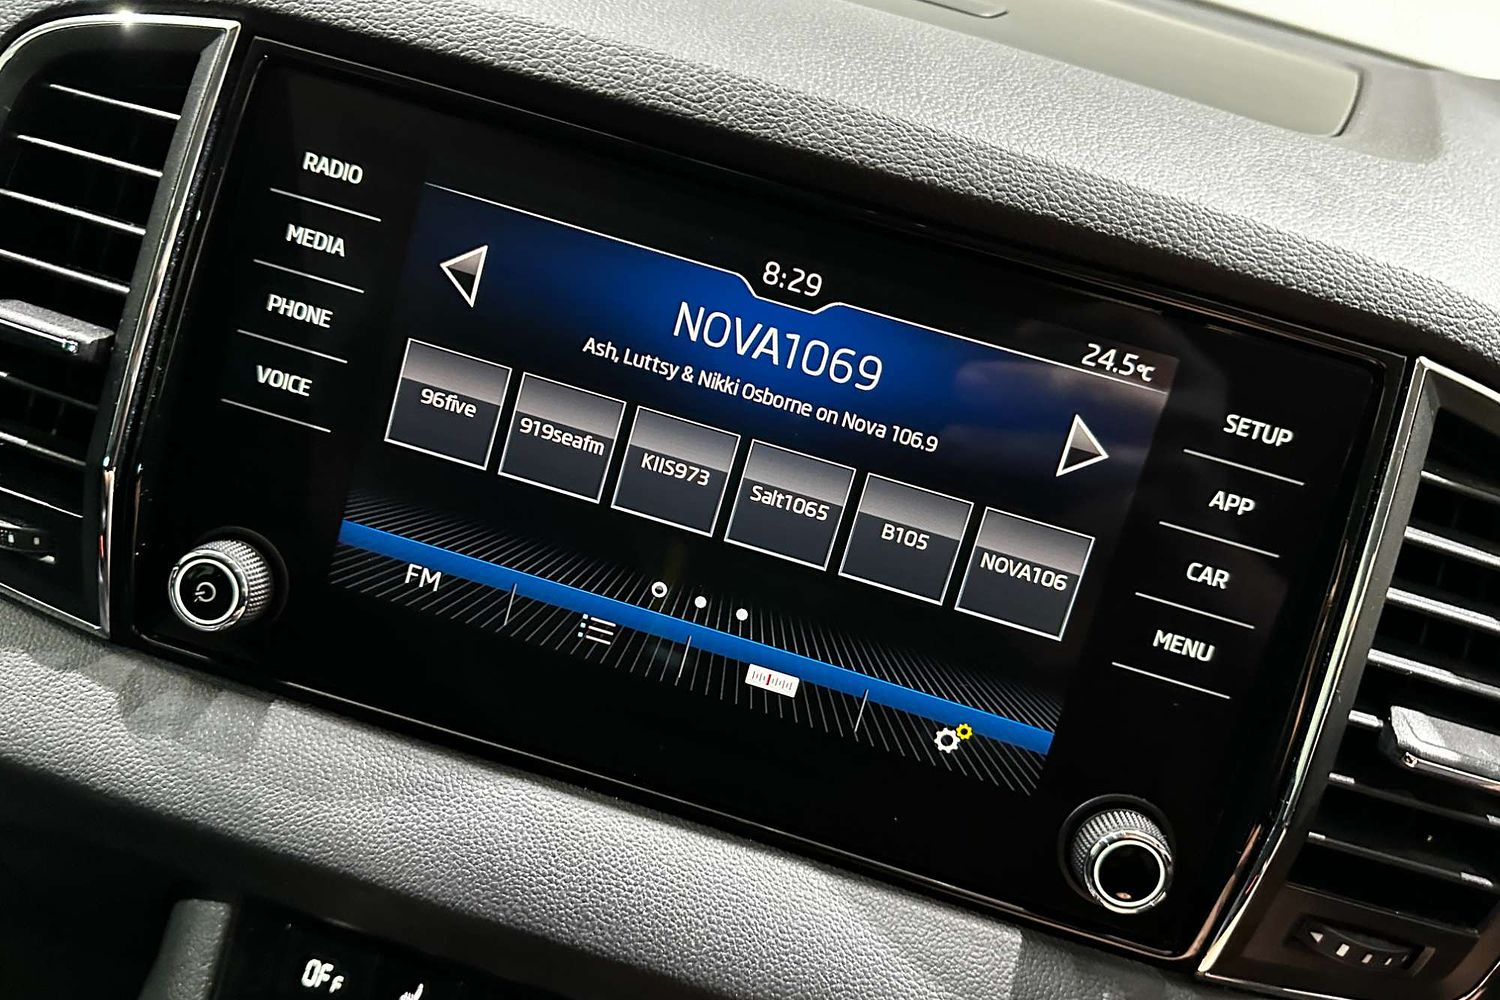 RADIO
MEDIA
PHONE
VOICE
8:29
NOVA1069
24.5°C
Ash, Luttsy & Nikki Osborne on Nova 106.9
96five
919seafm
KIIS973
Salt1065
B105
NOVA106
FM
SETUP
APP
CAR
MENU
OFF